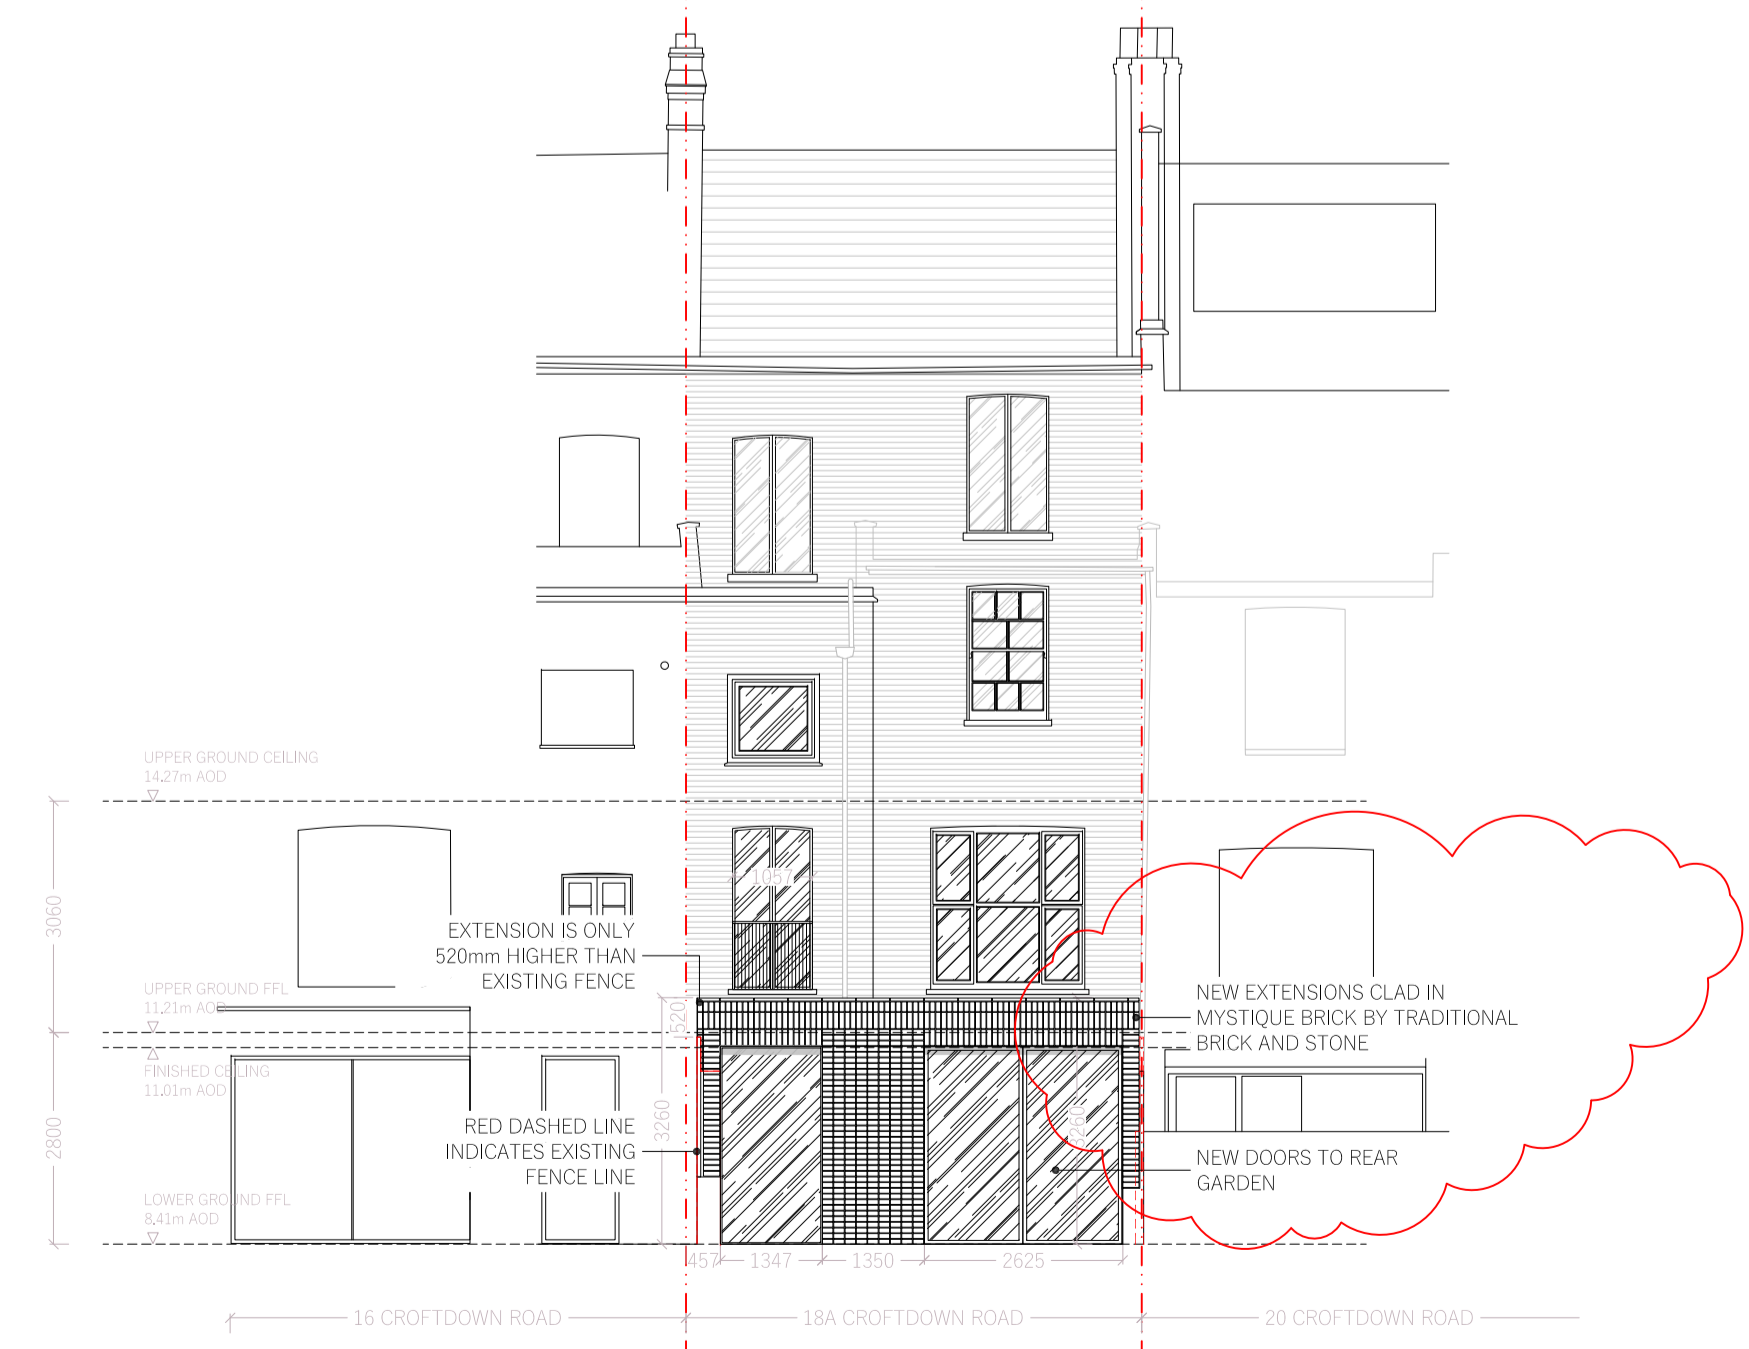 UPPER GROUND CEILING
14.27m AOD
3060
1057
EXTENSION IS ONLY
520mm HIGHER THAN
EXISTING FENCE
UPPER GROUND FFL
11.21m AOD
520
NEW EXTENSIONS CLAD IN
MYSTIQUE BRICK BY TRADITIONAL
BRICK AND STONE
FINISHED CEILING
11.01m AOD
2800
3260
3260
RED DASHED LINE
INDICATES EXISTING
FENCE LINE
NEW DOORS TO REAR
GARDEN
LOWER GROUND FFL
8.41m AOD
457
1347
1350
2625
16 CROFTDOWN ROAD
18A CROFTDOWN ROAD
20 CROFTDOWN ROAD